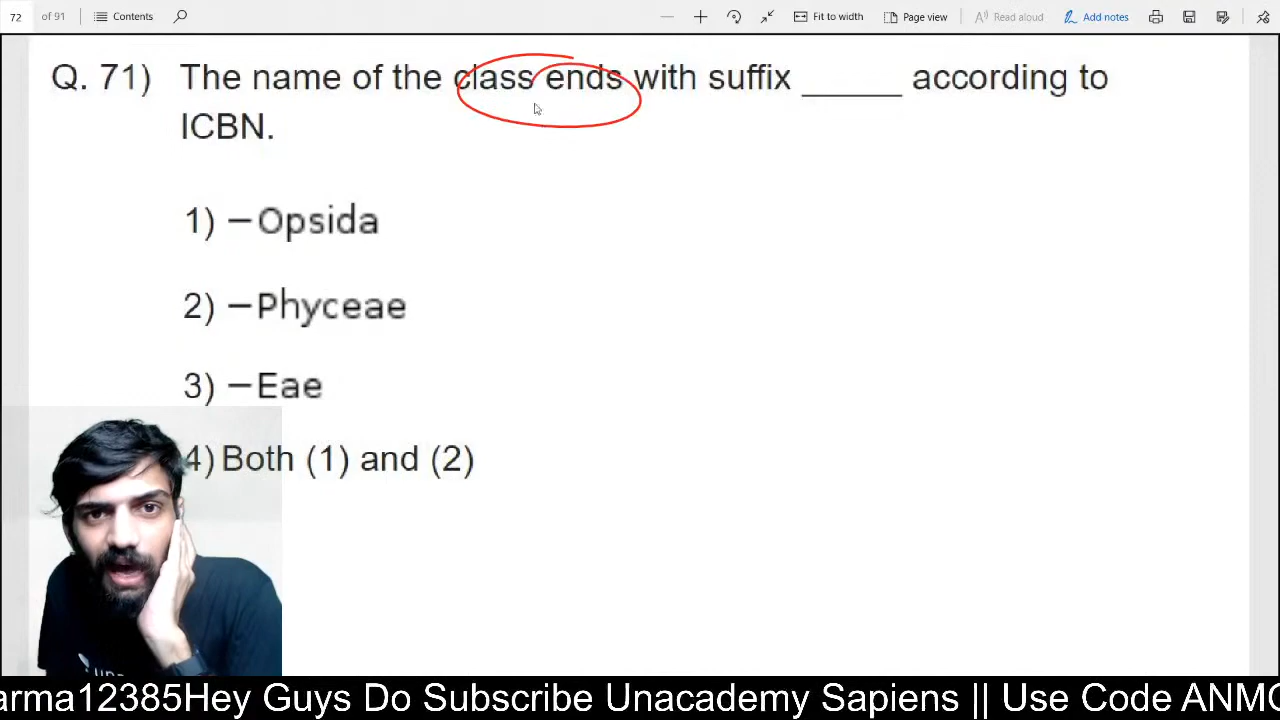 72 of 91 Contents Fit to width Page view Read aloud Add notes
Q. 71) The name of the class ends with suffix _____ according to
ICBN.
1) –Opsida
2) –Phyceae
3) –Eae
4) Both (1) and (2)
arma12385Hey Guys Do Subscribe Unacademy Sapiens || Use Code ANMO